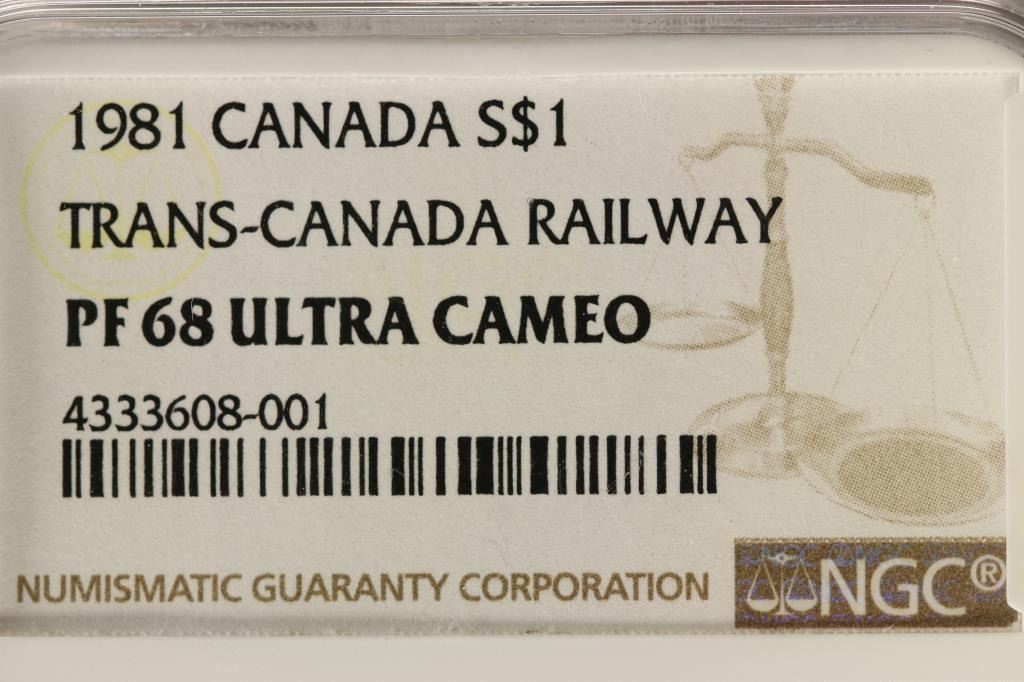 1981 CANADA S$1
TRANS-CANADA RAILWAY
PF 68 ULTRA CAMEO
4333608-001
NUMISMATIC GUARANTY CORPORATION
NGC®